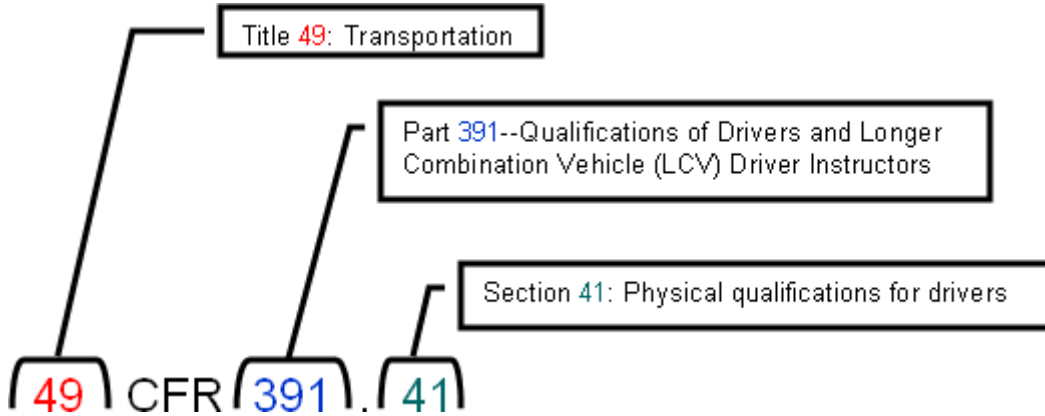 Title 49: Transportation
Part 391--Qualifications of Drivers and Longer
Combination Vehicle (LCV) Driver Instructors
Section 41: Physical qualifications for drivers
49 CFR 391 . 41